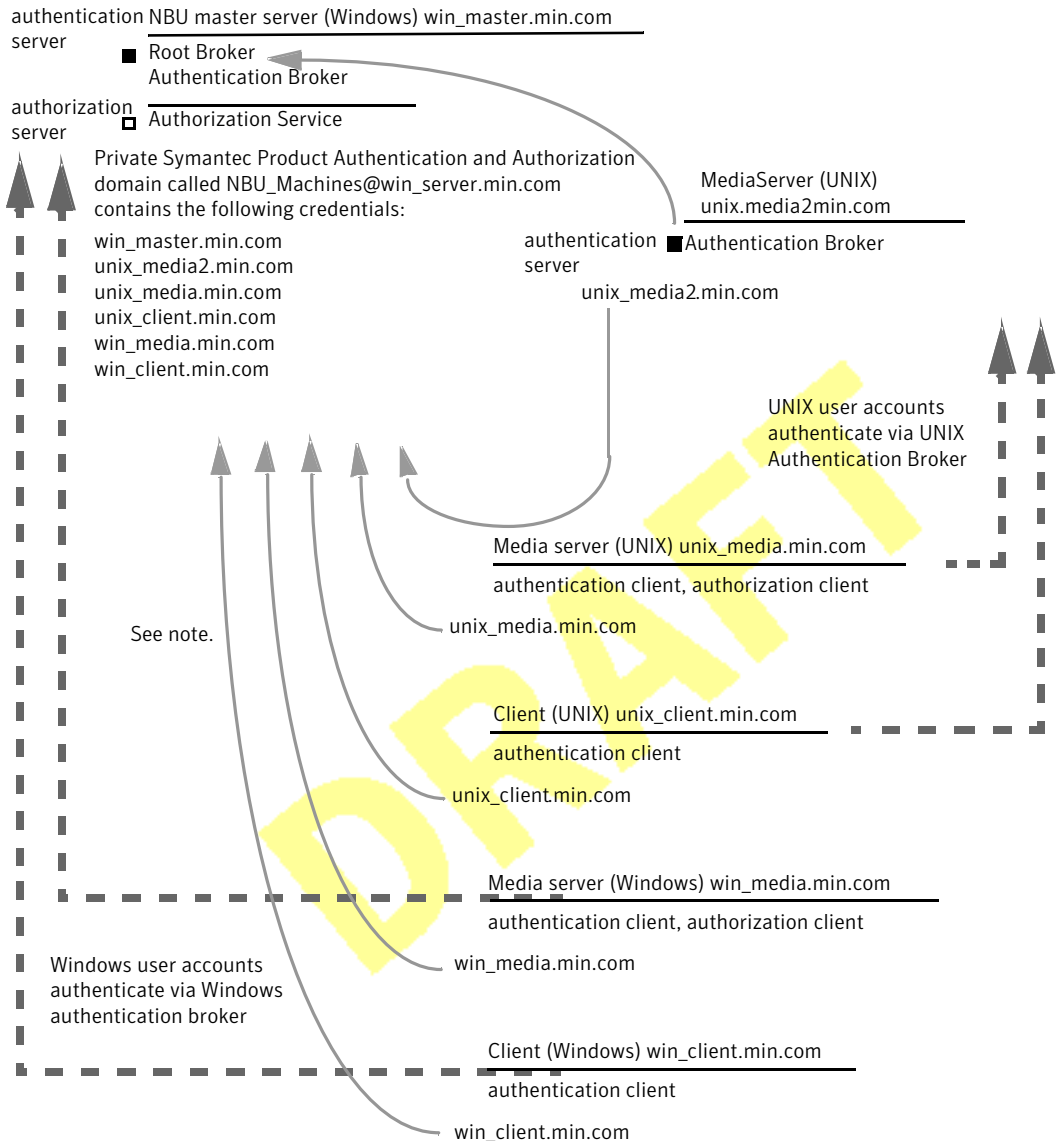 authentication server
NBU master server (Windows) win_master.min.com
Root Broker
Authentication Broker
authorization server
Authorization Service
Private Symantec Product Authentication and Authorization
domain called NBU_Machines@win_server.min.com
contains the following credentials:
win_master.min.com
unix_media2.min.com
unix_media.min.com
unix_client.min.com
win_media.min.com
win_client.min.com
MediaServer (UNIX)
unix.media2min.com
authentication server
Authentication Broker
unix_media2.min.com
UNIX user accounts
authenticate via UNIX
Authentication Broker
Media server (UNIX) unix_media.min.com
authentication client, authorization client
unix_media.min.com
See note.
Client (UNIX) unix_client.min.com
authentication client
unix_client.min.com
Media server (Windows) win_media.min.com
authentication client, authorization client
win_media.min.com
Windows user accounts
authenticate via Windows
authentication broker
Client (Windows) win_client.min.com
authentication client
win_client.min.com
DRAFT